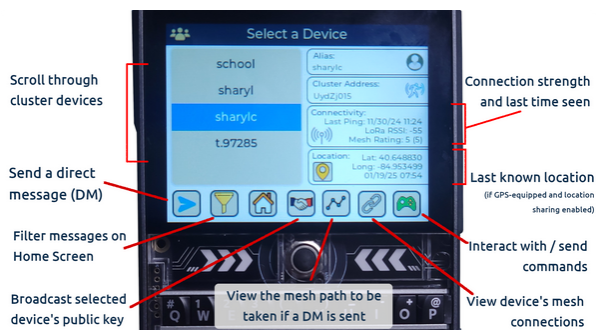 Select a Device
Scroll through
cluster devices
school
sharyl
sharylc
t.97285
Alias:
sharylc
Cluster Address:
UydZj01S
Connectivity:
Last Ping: 11/30/24 11:24
LoRa RSSI: -55
Mesh Rating: 5 (5)
Location:
Lat: 40.648830
Long: -84.953499
01/19/25 07:54
Connection strength
and last time seen
Last known location
(if GPS-equipped and location
sharing enabled)
Send a direct
message (DM)
Filter messages on
Home Screen
Broadcast selected
device's public key
View the mesh path to be
taken if a DM is sent
Interact with / send
commands
View device's mesh
connections
#
Q
1
W
+
O
@
P